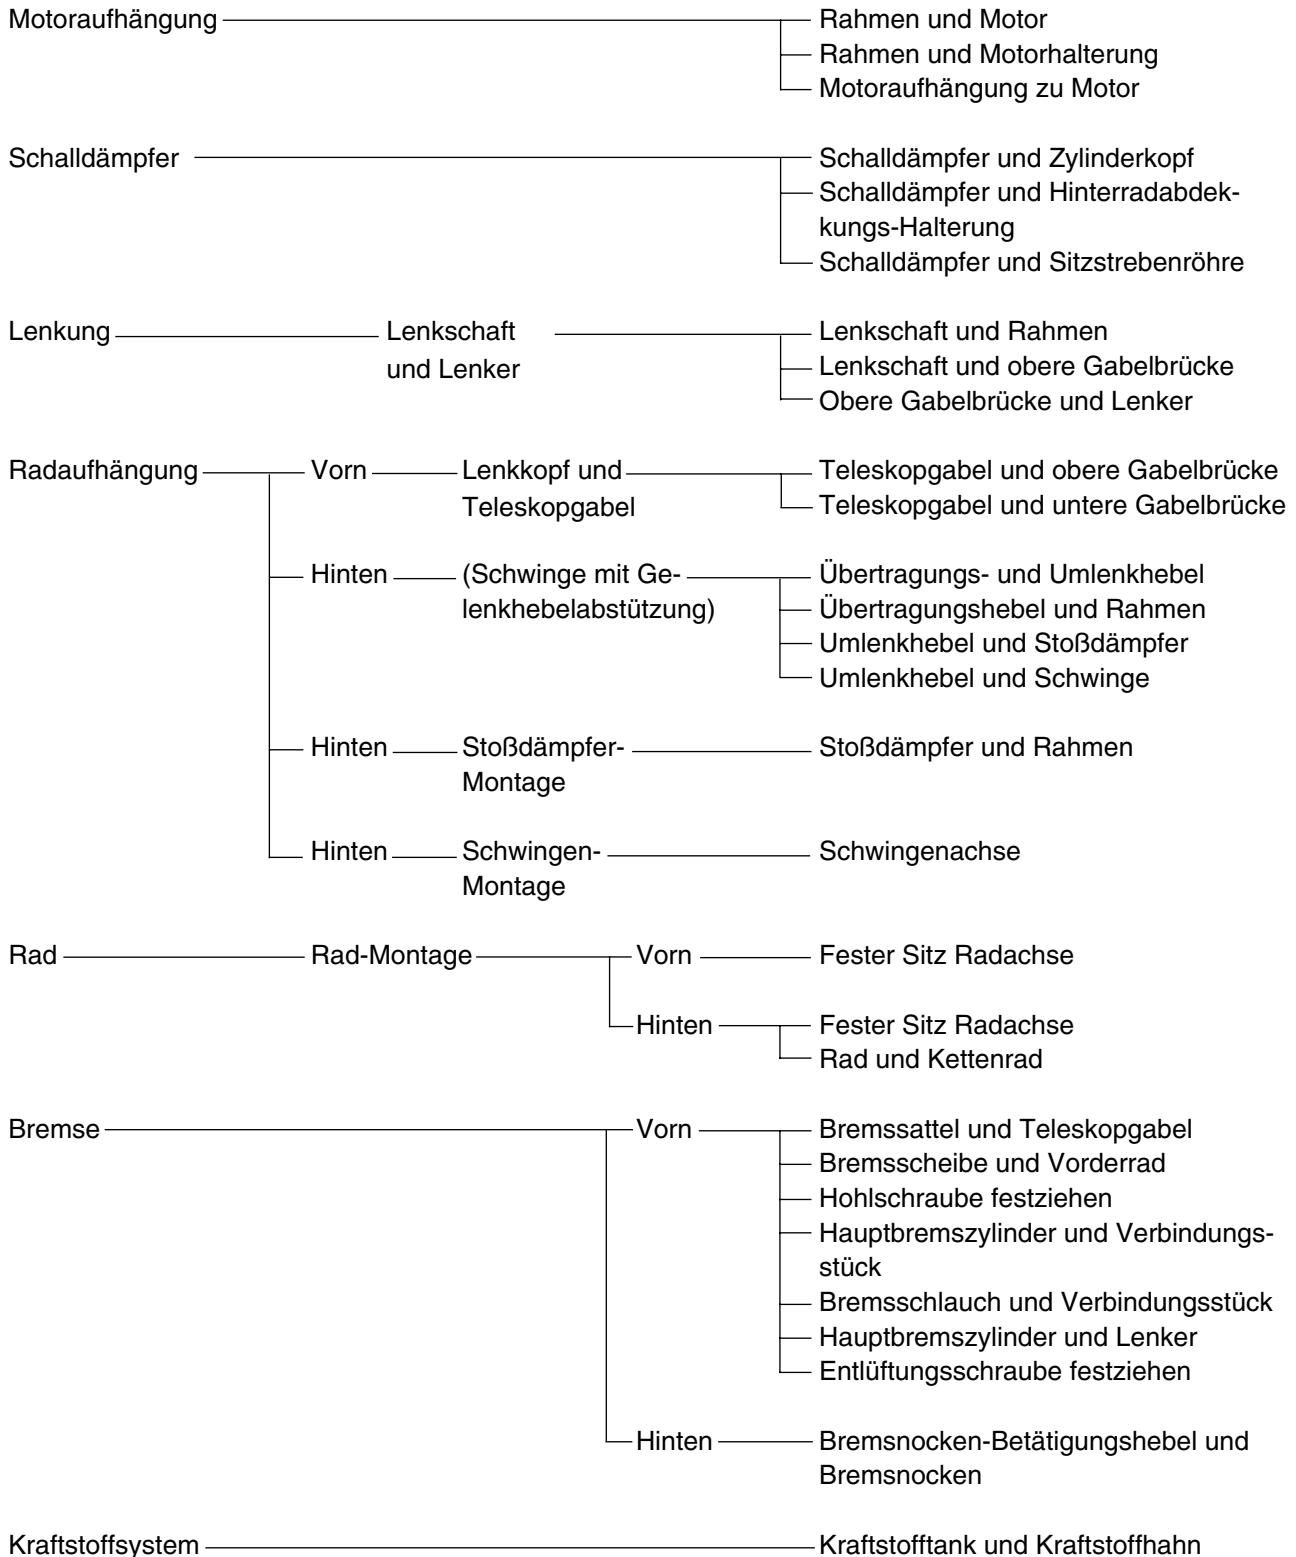 Motoraufhängung Rahmen und Motor
Rahmen und Motorhalterung
Motoraufhängung zu Motor
Schalldämpfer Schalldämpfer und Zylinderkopf
Schalldämpfer und Hinterradabdek-
kungs-Halterung
Schalldämpfer und Sitzstrebenröhre
Lenkung Lenkschaft Lenkschaft und Rahmen
und Lenker Lenkschaft und obere Gabelbrücke
Obere Gabelbrücke und Lenker
Radaufhängung Vorn Lenkkopf und Teleskopgabel und obere Gabelbrücke
Teleskopgabel Teleskopgabel und untere Gabelbrücke
Hinten (Schwinge mit Ge- Übertragungs- und Umlenkhebel
lenkhebelabstützung) Übertragungshebel und Rahmen
Umlenkhebel und Stoßdämpfer
Umlenkhebel und Schwinge
Hinten Stoßdämpfer- Stoßdämpfer und Rahmen
Montage
Hinten Schwingen- Schwingenachse
Montage
Rad Rad-Montage Vorn Fester Sitz Radachse
Hinten Fester Sitz Radachse
Rad und Kettenrad
Bremse Vorn Bremssattel und Teleskopgabel
Bremsscheibe und Vorderrad
Hohlschraube festziehen
Hauptbremszylinder und Verbindungs-
stück
Bremsschlauch und Verbindungsstück
Hauptbremszylinder und Lenker
Entlüftungsschraube festziehen
Hinten Bremsnocken-Betätigungshebel und
Bremsnocken
Kraftstoffsystem Kraftstofftank und Kraftstoffhahn